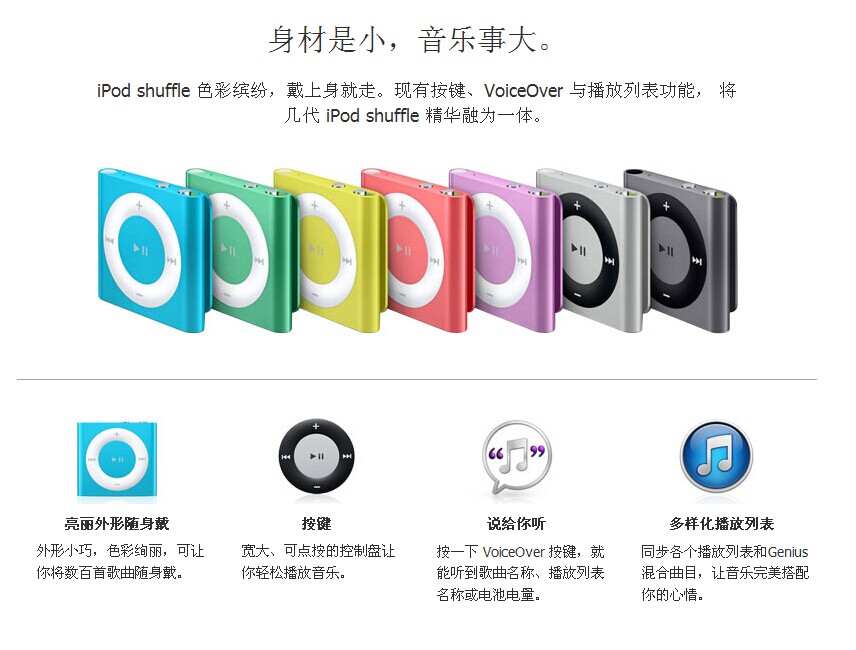 身材是小，音乐事大。
iPod shuffle 色彩缤纷，戴上身就走。现有按键、VoiceOver 与播放列表功能， 将
几代 iPod shuffle 精华融为一体。
亮丽外形随身戴
外形小巧，色彩绚丽，可让
你将数百首歌曲随身戴。
按键
宽大、可点按的控制盘让
你轻松播放音乐。
说给你听
按一下 VoiceOver 按键，就
能听到歌曲名称、播放列表
名称或电池电量。
多样化播放列表
同步各个播放列表和Genius
混合曲目，让音乐完美搭配
你的心情。